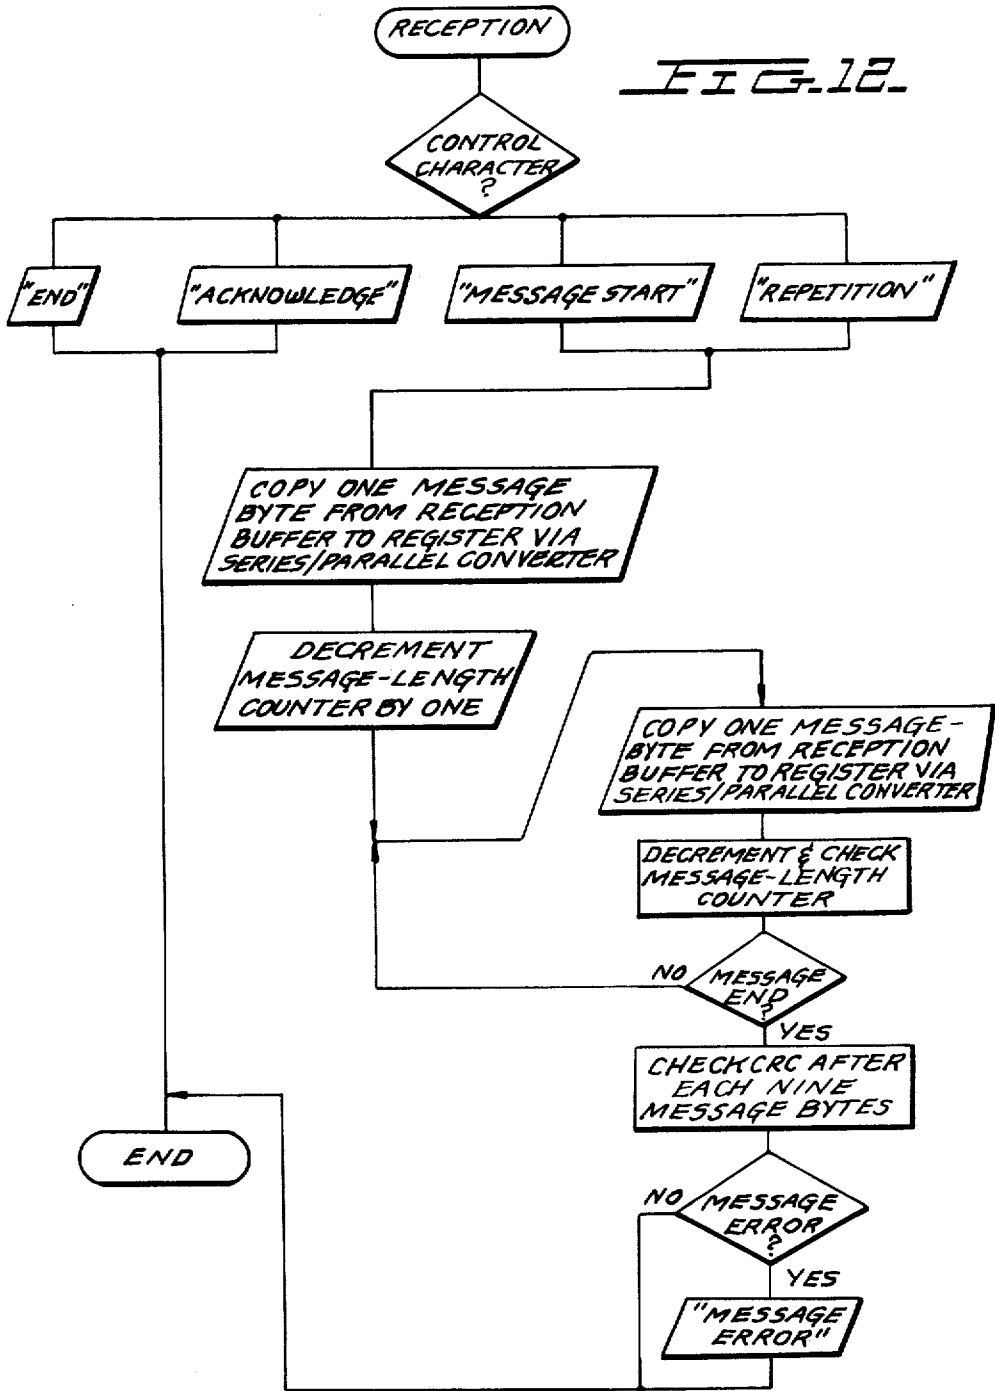 RECEPTION
FIG.12.
CONTROL
CHARACTER
?
"END"
"ACKNOWLEDGE"
"MESSAGE START"
"REPETITION"
COPY ONE MESSAGE
BYTE FROM RECEPTION
BUFFER TO REGISTER VIA
SERIES/PARALLEL CONVERTER
DECREMENT
MESSAGE-LENGTH
COUNTER BY ONE
COPY ONE MESSAGE-
BYTE FROM RECEPTION
BUFFER TO REGISTER VIA
SERIES/PARALLEL CONVERTER
DECREMENT & CHECK
MESSAGE-LENGTH
COUNTER
NO
MESSAGE
END
?
YES
CHECK CRC AFTER
EACH NINE
MESSAGE BYTES
END
NO
MESSAGE
ERROR
?
YES
"MESSAGE
ERROR"